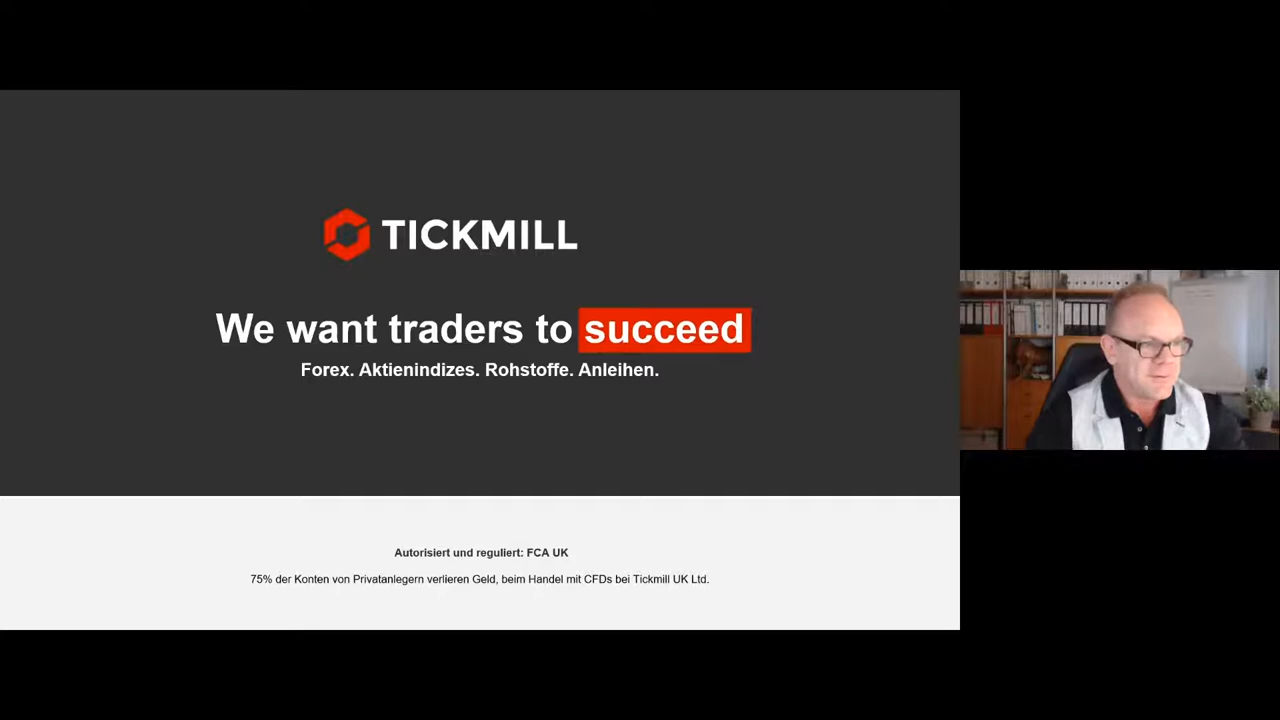 TICKMILL
We want traders to succeed
Forex. Aktienindizes. Rohstoffe. Anleihen.
Autorisiert und reguliert: FCA UK
75% der Konten von Privatanlegern verlieren Geld, beim Handel mit CFDs bei Tickmill UK Ltd.